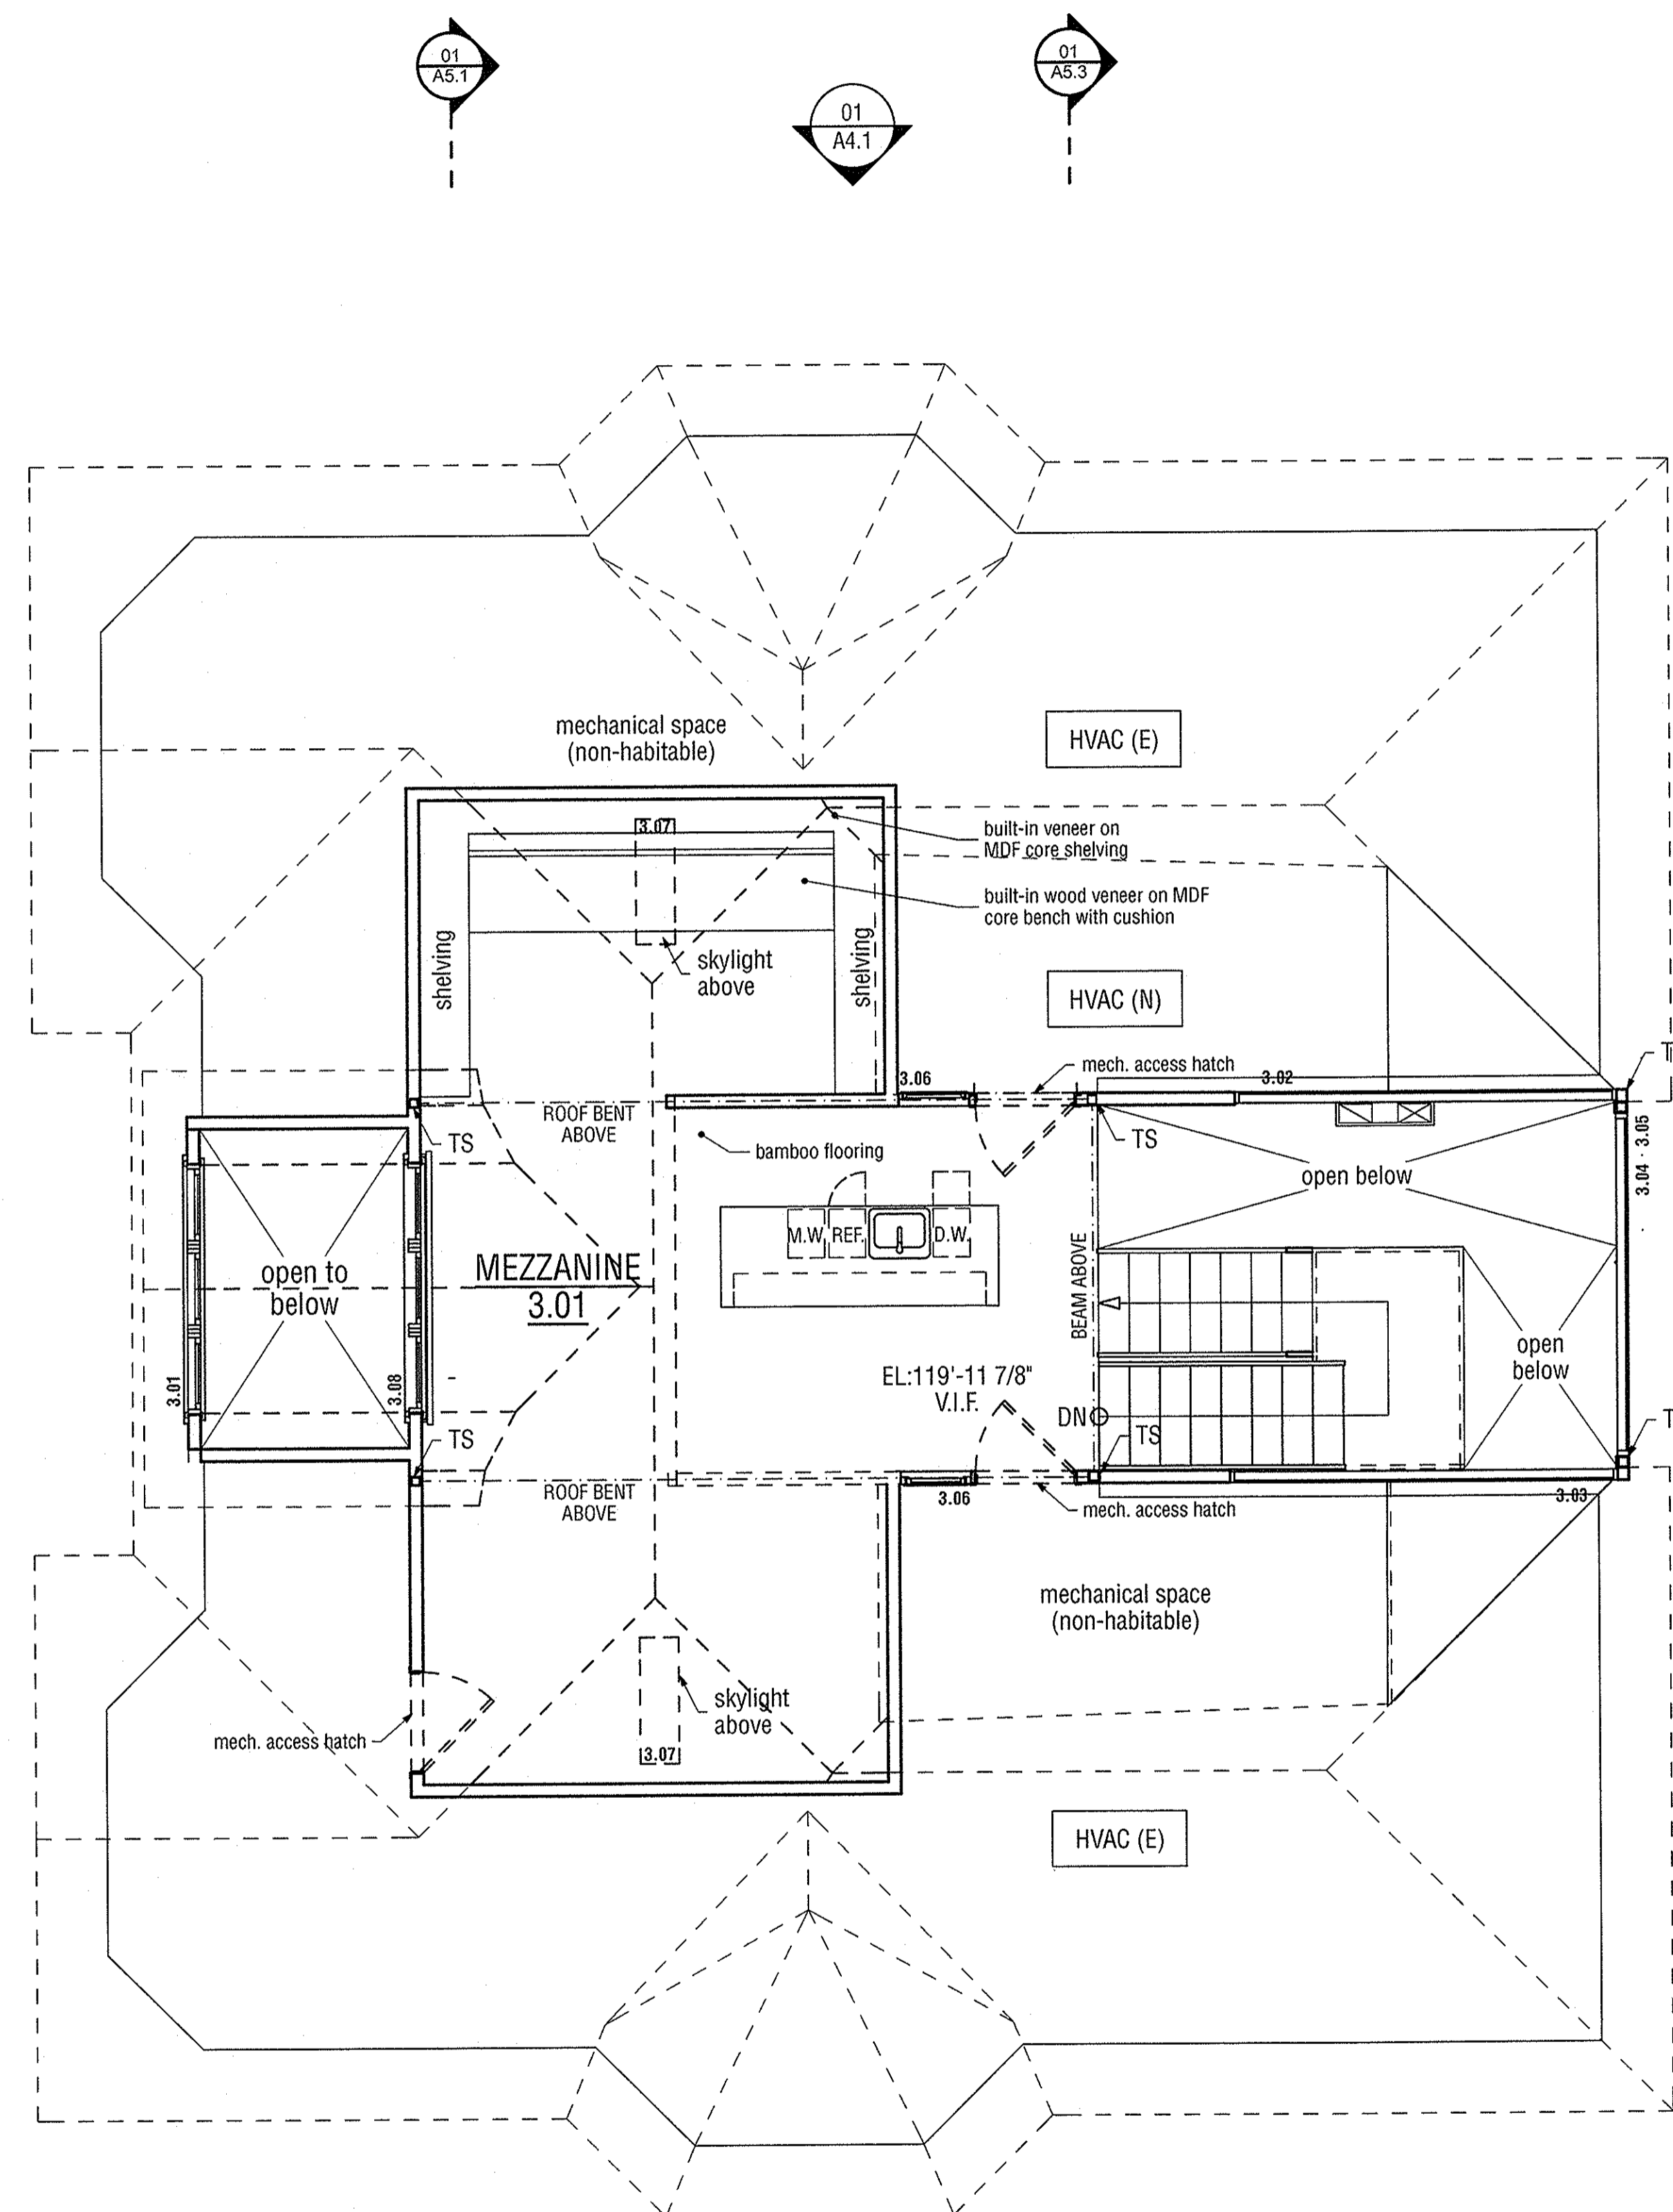 01
A5.1
01
A5.3
01
A4.1
mechanical space
(non-habitable)
HVAC (E)
3.07
built-in veneer on
MDF core shelving
built-in wood veneer on MDF
core bench with cushion
shelving
shelving
skylight
above
HVAC (N)
3.06
mech. access hatch
3.02
T
ROOF BENT
ABOVE
TS
TS
bamboo flooring
open below
3.04 · 3.05
M.W.
REF.
D.W.
open to
below
MEZZANINE
3.01
BEAM ABOVE
3.01
3.08
open
below
EL:119'-11 7/8"
V.I.F.
DN
TS
TS
T
ROOF BENT
ABOVE
3.06
mech. access hatch
3.03
mechanical space
(non-habitable)
skylight
above
mech. access hatch
3.07
HVAC (E)